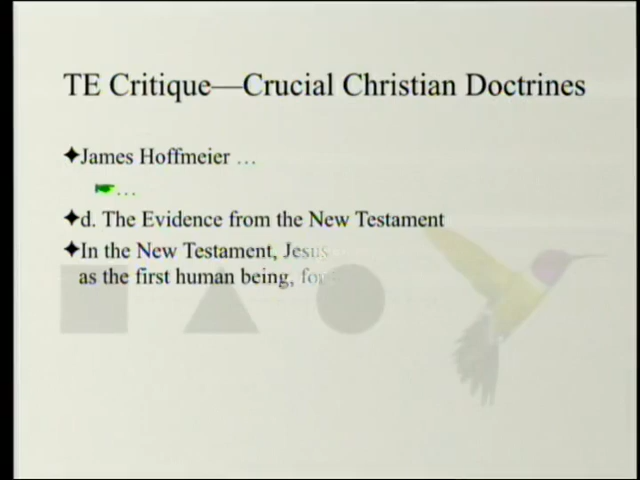 TE Critique—Crucial Christian Doctrines
✦James Hoffmeier …
☛…
✦d. The Evidence from the New Testament
✦In the New Testament, Jesus
as the first human being, for